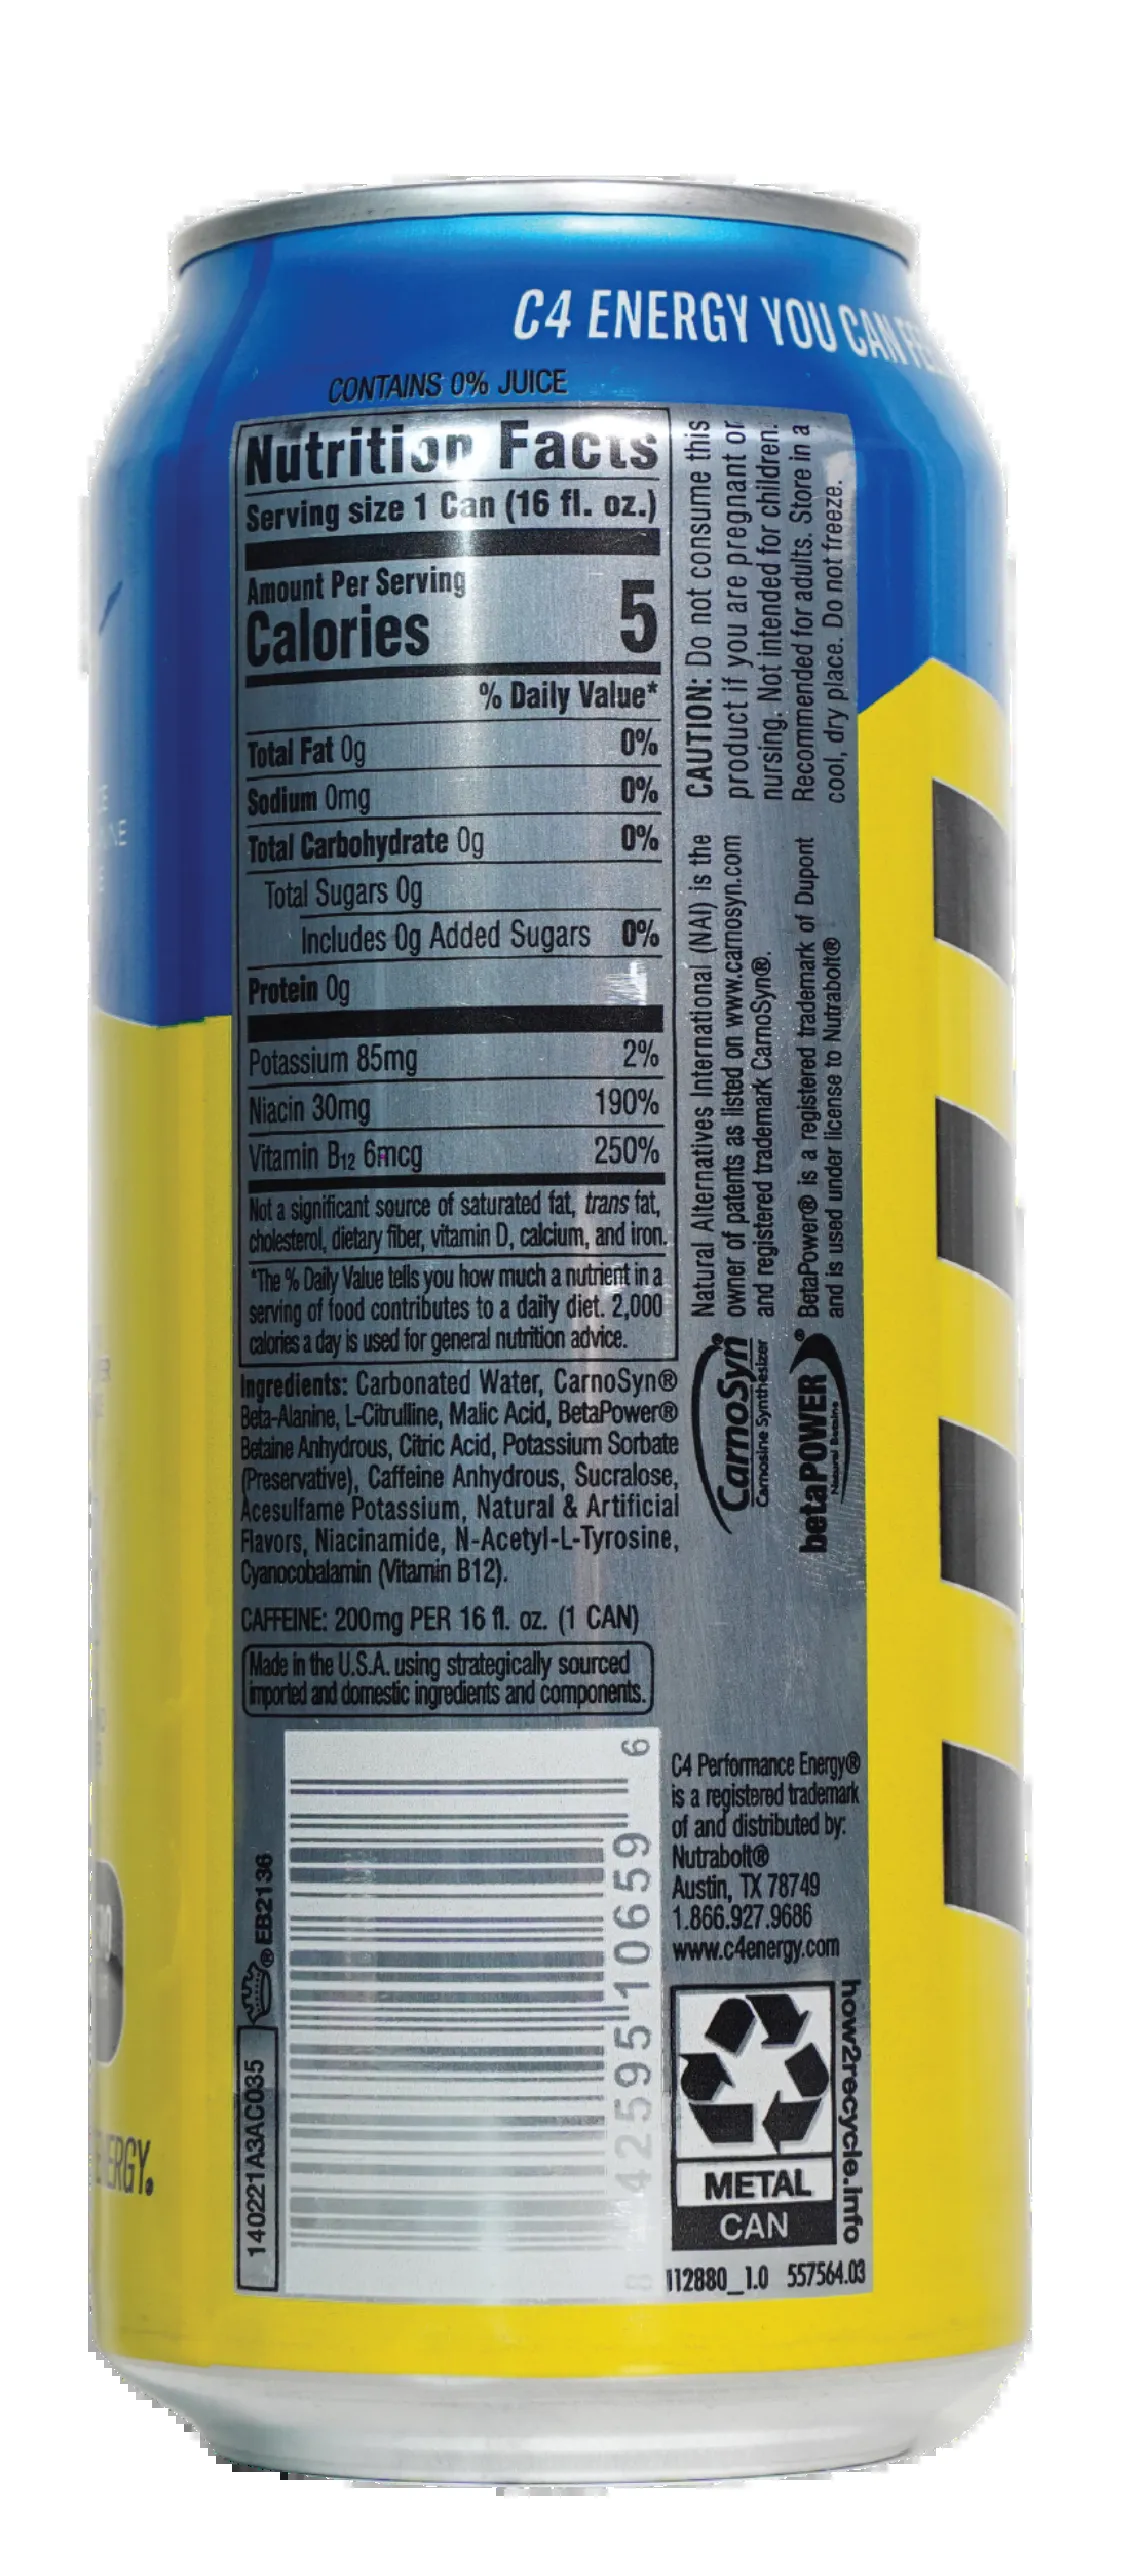 C4 ENERGY YOU CAN
CONTAINS 0% JUICE
Nutrition Facts
Serving size 1 Can (16 fl. oz.)
Amount Per Serving
Calories 5
% Daily Value*
Total Fat 0g 0%
Sodium 0mg 0%
Total Carbohydrate 0g 0%
Total Sugars 0g
Includes 0g Added Sugars 0%
Protein 0g
Potassium 85mg 2%
Niacin 30mg 190%
Vitamin B12 6mcg 250%
Not a significant source of saturated fat, trans fat,
cholesterol, dietary fiber, vitamin D, calcium, and iron.
*The % Daily Value tells you how much a nutrient in a
serving of food contributes to a daily diet. 2,000
calories a day is used for general nutrition advice.
Ingredients: Carbonated Water, CarnoSyn®
Beta-Alanine, L-Citrulline, Malic Acid, BetaPower®
Betaine Anhydrous, Citric Acid, Potassium Sorbate
(Preservative), Caffeine Anhydrous, Sucralose,
Acesulfame Potassium, Natural & Artificial
Flavors, Niacinamide, N-Acetyl-L-Tyrosine,
Cyanocobalamin (Vitamin B12).
CAFFEINE: 200mg PER 16 fl. oz. (1 CAN)
Made in the U.S.A. using strategically sourced
imported and domestic ingredients and components.
CAUTION: Do not consume this
product if you are pregnant or
nursing. Not intended for children.
Recommended for adults. Store in a
cool, dry place. Do not freeze.
Natural Alternatives International (NAI) is the
owner of patents as listed on www.carnosyn.com
and registered trademark CarnoSyn®.
BetaPower® is a registered trademark of Dupont
and is used under license to Nutrabolt®
CarnoSyn®
Carnosine Synthesizer
betaPOWER®
Natural Betaine
8 42595 10659 6
140221A3AC035
® EB2136
C4 Performance Energy®
is a registered trademark
of and distributed by:
Nutrabolt®
Austin, TX 78749
1.866.927.9686
www.c4energy.com
how2recycle.info
METAL
CAN
112880_1.0 557564.03
ERGY.